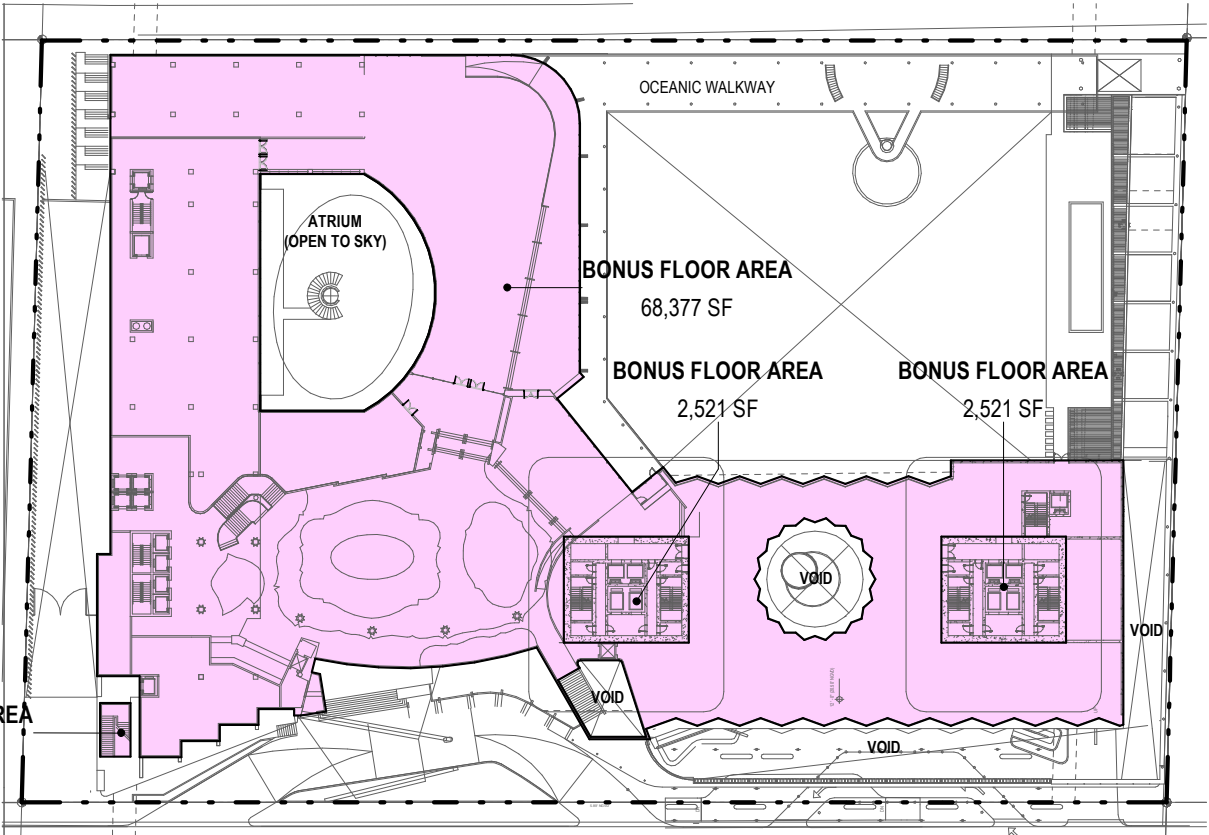 OCEANIC WALKWAY
ATRIUM
(OPEN TO SKY)
BONUS FLOOR AREA
68,377 SF
BONUS FLOOR AREA
2,521 SF
BONUS FLOOR AREA
2,521 SF
VOID
VOID
VOID
REA
VOID